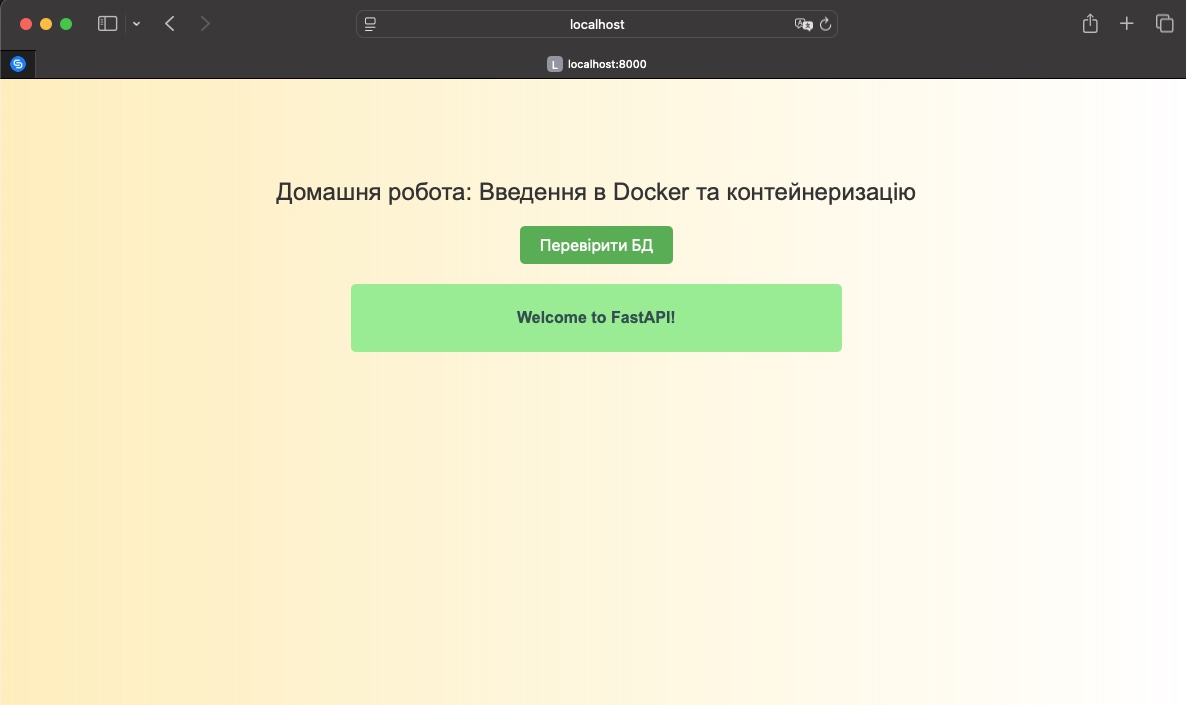 localhost
L localhost:8000
Домашня робота: Введення в Docker та контейнеризацію
Перевірити БД
Welcome to FastAPI!